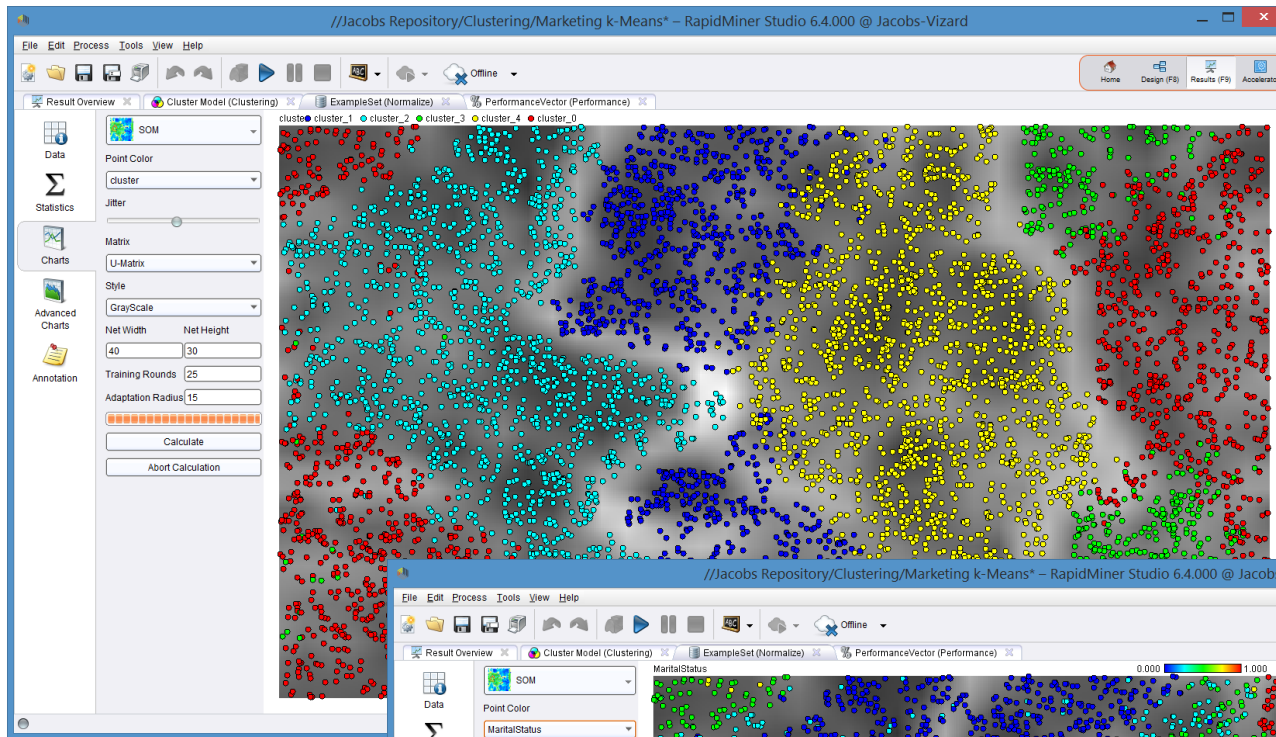 //Jacobs Repository/Clustering/Marketing k-Means* – RapidMiner Studio 6.4.000 @ Jacobs-Vizard
File Edit Process Tools View Help
Offline
Home Design (F8) Results (F9) Accelerato
Result Overview Cluster Model (Clustering) ExampleSet (Normalize) PerformanceVector (Performance)
cluste cluster_1 cluster_2 cluster_3 cluster_4 cluster_0
Data
Statistics
Charts
Advanced
Charts
Annotation
SOM
Point Color
cluster
Jitter
Matrix
U-Matrix
Style
GrayScale
Net Width Net Height
40 30
Training Rounds 25
Adaptation Radius 15
Calculate
Abort Calculation
//Jacobs Repository/Clustering/Marketing k-Means* – RapidMiner Studio 6.4.000 @ Jacobs
File Edit Process Tools View Help
Offline
Result Overview Cluster Model (Clustering) ExampleSet (Normalize) PerformanceVector (Performance)
Data
SOM
Point Color
MaritalStatus
MaritalStatus 0.000 1.000